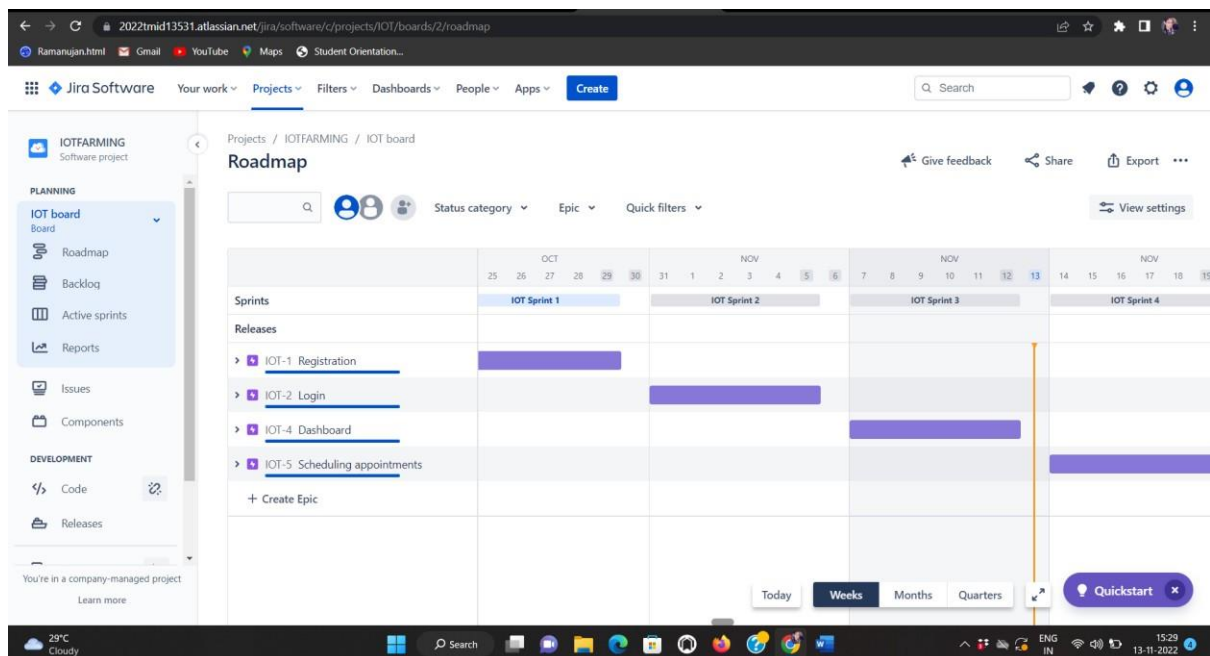 2022tmid13531.atlassian.net/jira/software/c/projects/IOT/boards/2/roadmap
Ramanujan.html Gmail YouTube Maps Student Orientation...
Jira Software Your work Projects Filters Dashboards People Apps Create Search
IOTFARMING
Software project
PLANNING
IOT board
Board
Roadmap
Backlog
Active sprints
Reports
Issues
Components
DEVELOPMENT
Code
Releases
You're in a company-managed project
Learn more
Projects / IOTFARMING / IOT board
Roadmap
Give feedback Share Export
Status category Epic Quick filters View settings
OCT NOV NOV NOV
25 26 27 28 29 30 31 1 2 3 4 5 6 7 8 9 10 11 12 13 14 15 16 17 18 19
Sprints IOT Sprint 1 IOT Sprint 2 IOT Sprint 3 IOT Sprint 4
Releases
IOT-1 Registration
IOT-2 Login
IOT-4 Dashboard
IOT-5 Scheduling appointments
+ Create Epic
Today Weeks Months Quarters Quickstart
29°C
Cloudy
Search
ENG
IN
15:29
13-11-2022
4